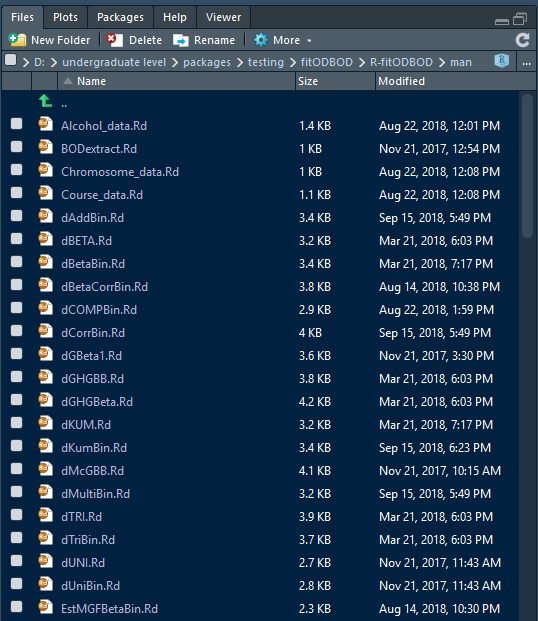 Files Plots Packages Help Viewer
New Folder Delete Rename More
D: undergraduate level packages testing fitODBOD R-fitODBOD man R ...
Name Size Modified
..
Alcohol_data.Rd 1.4 KB Aug 22, 2018, 12:01 PM
BODextract.Rd 1 KB Nov 21, 2017, 12:54 PM
Chromosome_data.Rd 1 KB Aug 22, 2018, 12:08 PM
Course_data.Rd 1.1 KB Aug 22, 2018, 12:08 PM
dAddBin.Rd 3.4 KB Sep 15, 2018, 5:49 PM
dBETA.Rd 3.2 KB Mar 21, 2018, 6:03 PM
dBetaBin.Rd 3.4 KB Mar 21, 2018, 7:17 PM
dBetaCorrBin.Rd 3.8 KB Aug 14, 2018, 10:38 PM
dCOMPBin.Rd 2.9 KB Aug 22, 2018, 1:59 PM
dCorrBin.Rd 4 KB Sep 15, 2018, 5:49 PM
dGBeta1.Rd 3.6 KB Nov 21, 2017, 3:30 PM
dGHGBB.Rd 3.8 KB Mar 21, 2018, 6:03 PM
dGHGBeta.Rd 4.2 KB Mar 21, 2018, 6:03 PM
dKUM.Rd 3.2 KB Mar 21, 2018, 7:17 PM
dKumBin.Rd 3.4 KB Sep 15, 2018, 6:23 PM
dMcGBB.Rd 4.1 KB Nov 21, 2017, 10:15 AM
dMultiBin.Rd 3.2 KB Sep 15, 2018, 5:49 PM
dTRI.Rd 3.9 KB Mar 21, 2018, 6:03 PM
dTriBin.Rd 3.7 KB Mar 21, 2018, 6:03 PM
dUNI.Rd 2.7 KB Nov 21, 2017, 11:43 AM
dUniBin.Rd 2.8 KB Nov 21, 2017, 11:43 AM
EstMGFBetaBin.Rd 2.3 KB Aug 14, 2018, 10:30 PM